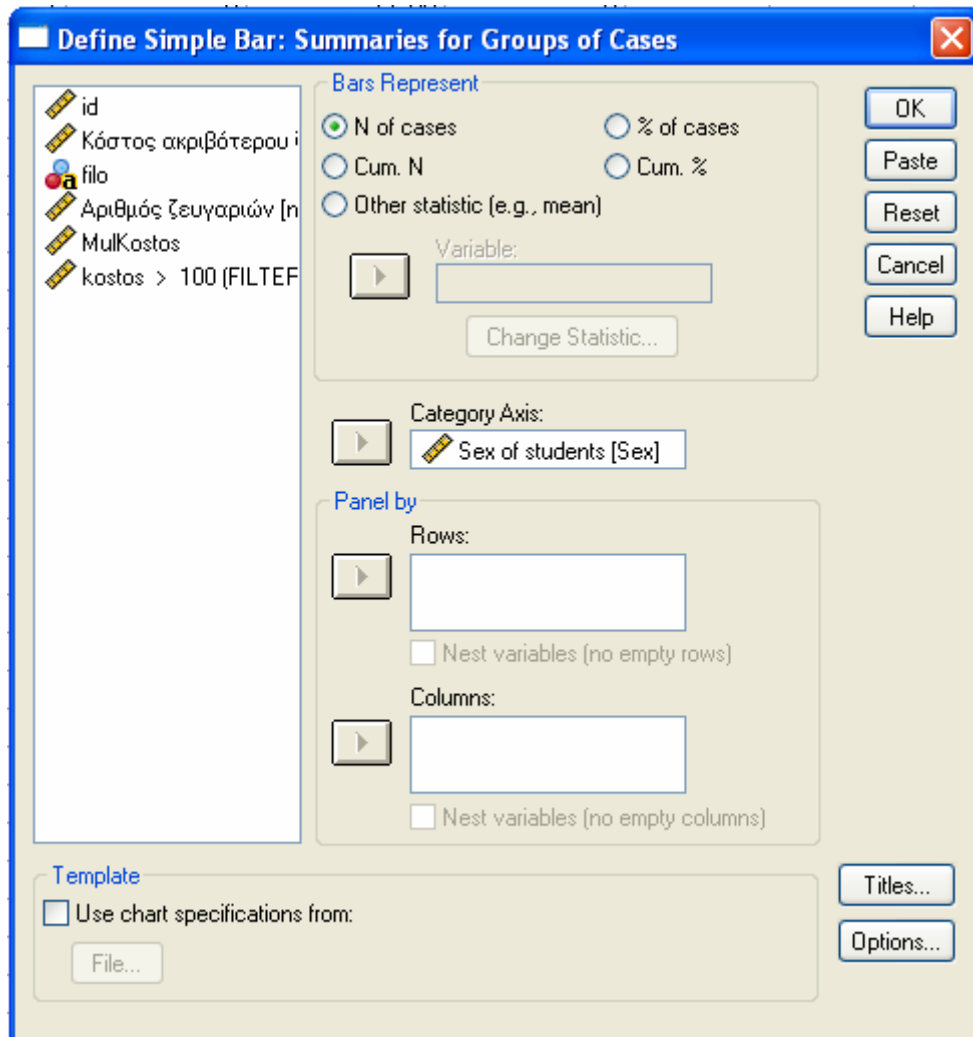 Define Simple Bar: Summaries for Groups of Cases
id
Κόστος ακριβότερου
filo
Αριθμός ζευγαριών [n
MulKostos
kostos > 100 (FILTER
Bars Represent
N of cases
% of cases
Cum. N
Cum. %
Other statistic (e.g., mean)
Variable:
Change Statistic...
Category Axis:
Sex of students [Sex]
Panel by
Rows:
Nest variables (no empty rows)
Columns:
Nest variables (no empty columns)
Template
Use chart specifications from:
File...
OK
Paste
Reset
Cancel
Help
Titles...
Options...